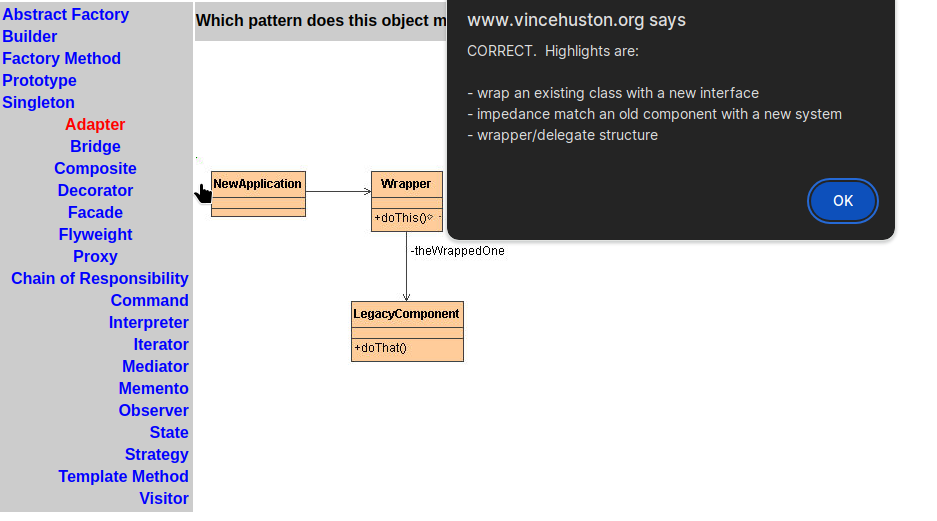 Abstract Factory
Builder
Factory Method
Prototype
Singleton
Adapter
Bridge
Composite
Decorator
Facade
Flyweight
Proxy
Chain of Responsibility
Command
Interpreter
Iterator
Mediator
Memento
Observer
State
Strategy
Template Method
Visitor
Which pattern does this object m
www.vincehuston.org says
CORRECT.  Highlights are:
- wrap an existing class with a new interface
- impedance match an old component with a new system
- wrapper/delegate structure
OK
NewApplication
Wrapper
+doThis()
-theWrappedOne
LegacyComponent
+doThat()